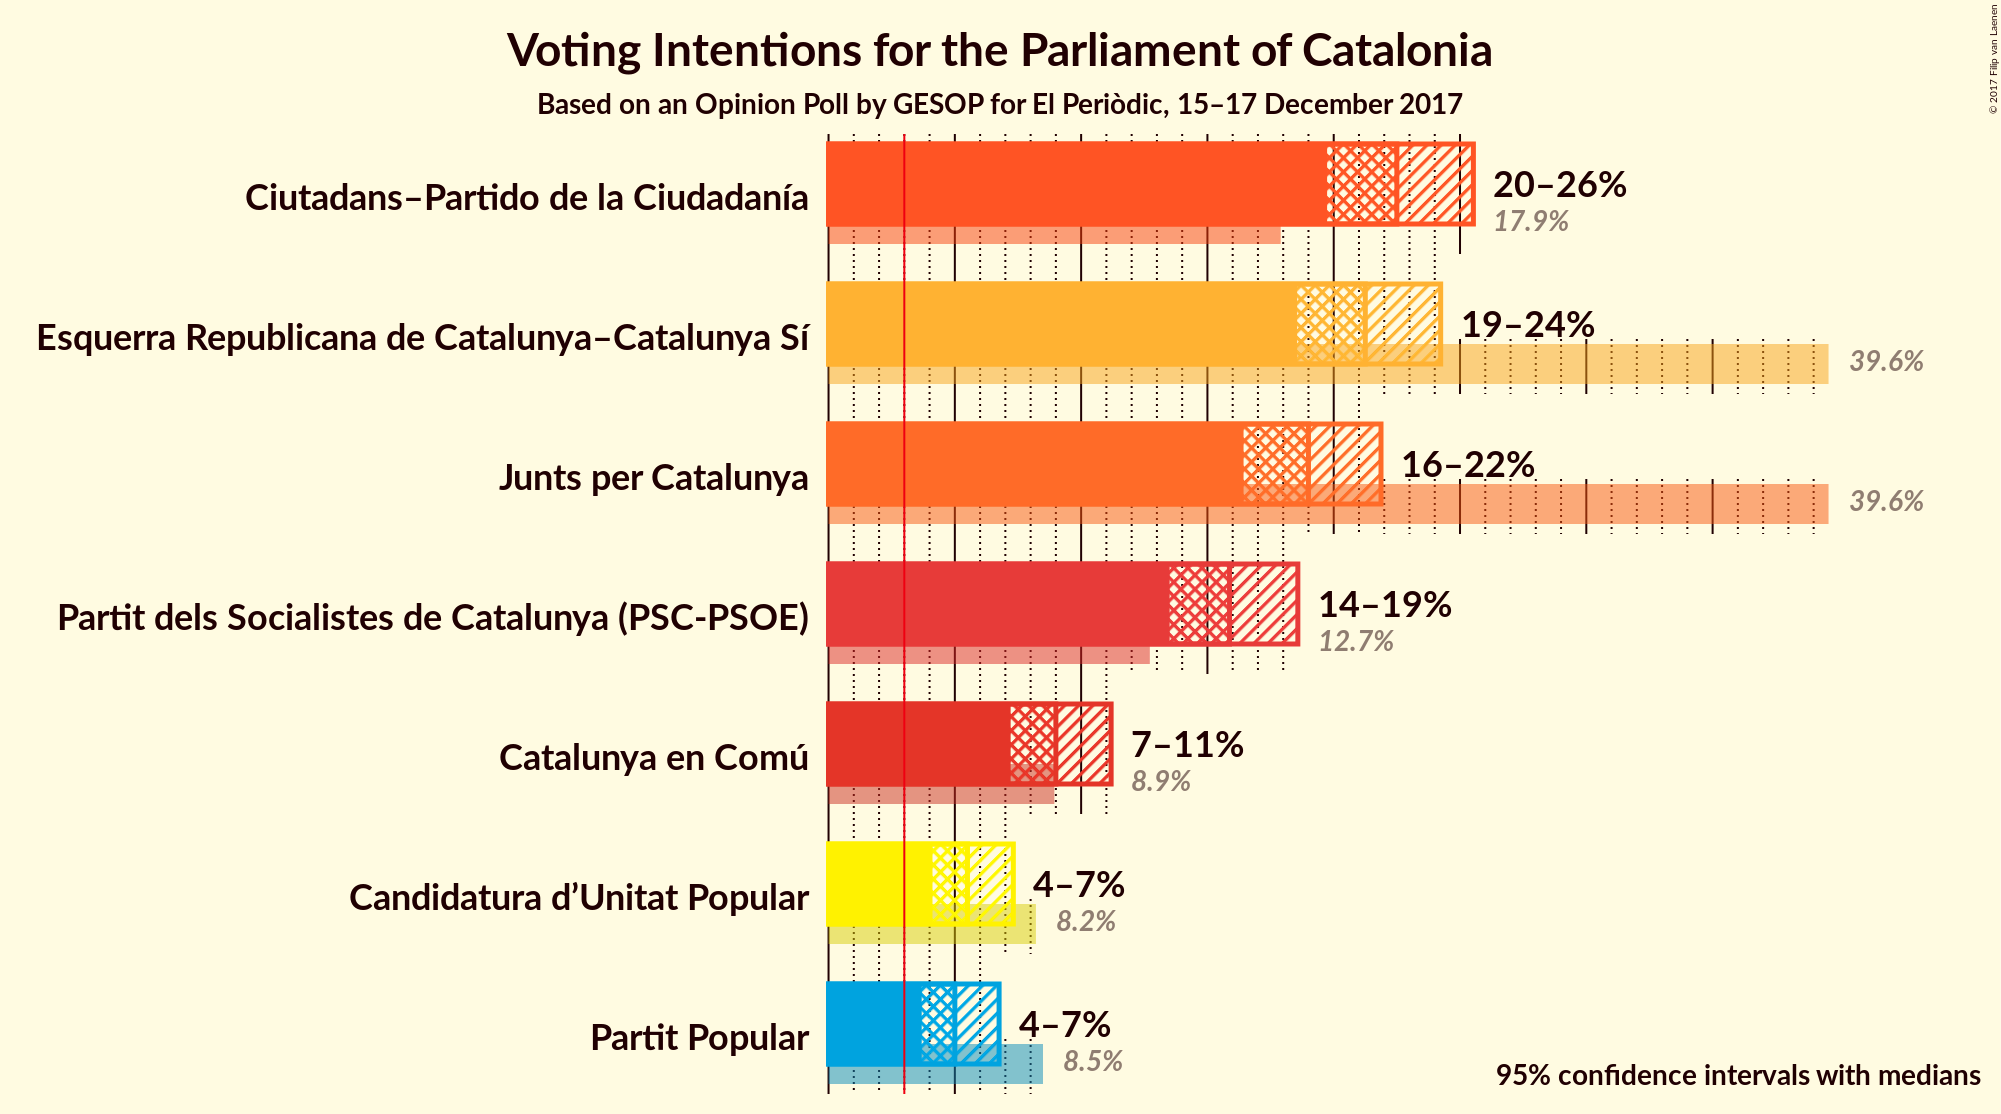 Voting Intentions for the Parliament of Catalonia
Based on an Opinion Poll by GESOP for El Periòdic, 15–17 December 2017
© 2017 Filip van Laenen
Ciutadans–Partido de la Ciudadanía
20–26%
17.9%
Esquerra Republicana de Catalunya–Catalunya Sí
19–24%
39.6%
Junts per Catalunya
16–22%
39.6%
Partit dels Socialistes de Catalunya (PSC-PSOE)
14–19%
12.7%
Catalunya en Comú
7–11%
8.9%
Candidatura d’Unitat Popular
4–7%
8.2%
Partit Popular
4–7%
8.5%
95% confidence intervals with medians